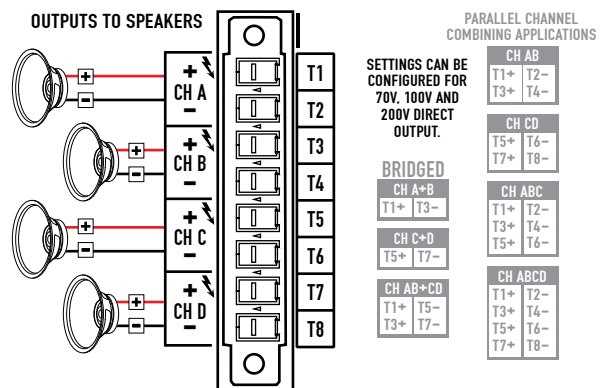 OUTPUTS TO SPEAKERS
+
−
+
−
+
−
+
−
+
CH A
−
+
CH B
−
+
CH C
−
+
CH D
−
T1
T2
T3
T4
T5
T6
T7
T8
SETTINGS CAN BE
CONFIGURED FOR
70V, 100V AND
200V DIRECT
OUTPUT.
BRIDGED
CH A+B
T1+ T3−
CH C+D
T5+ T7−
CH AB+CD
T1+ T5−
T3+ T7−
PARALLEL CHANNEL
COMBINING APPLICATIONS
CH AB
T1+ T2−
T3+ T4−
CH CD
T5+ T6−
T7+ T8−
CH ABC
T1+ T2−
T3+ T4−
T5+ T6−
CH ABCD
T1+ T2−
T3+ T4−
T5+ T6−
T7+ T8−